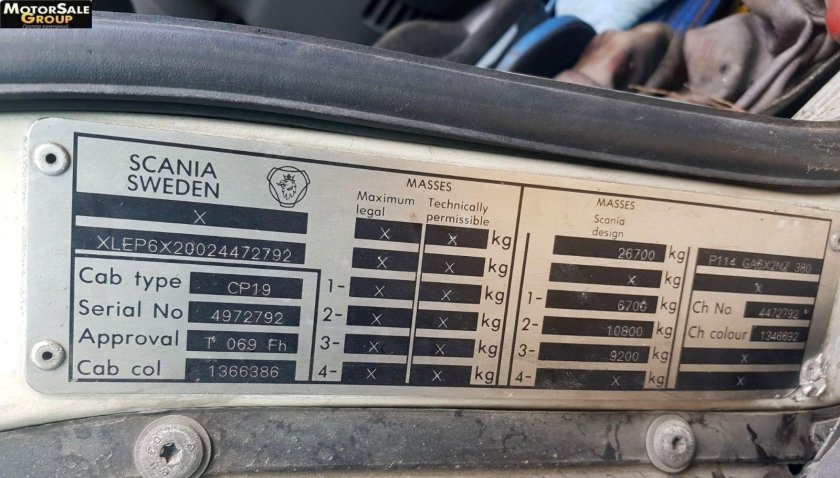 MotorSale
Group
Группа компаний
SCANIA
SWEDEN
X
XLEP6X20024472792
Cab type CP19
Serial No 4972792
Approval T 069 Fh
Cab col 1366386
MASSES
Maximum legal
Technically permissible
X X kg
X X kg
1- X X kg
2- X X kg
3- X X kg
4- X X kg
MASSES
Scania design
26700 kg
X kg
1- 6700 kg
2- 10800 kg
3- 9200 kg
4- X kg
P114 GA6X2NZ 380
X
Ch No 4472792
Ch colour 1346692
X
X